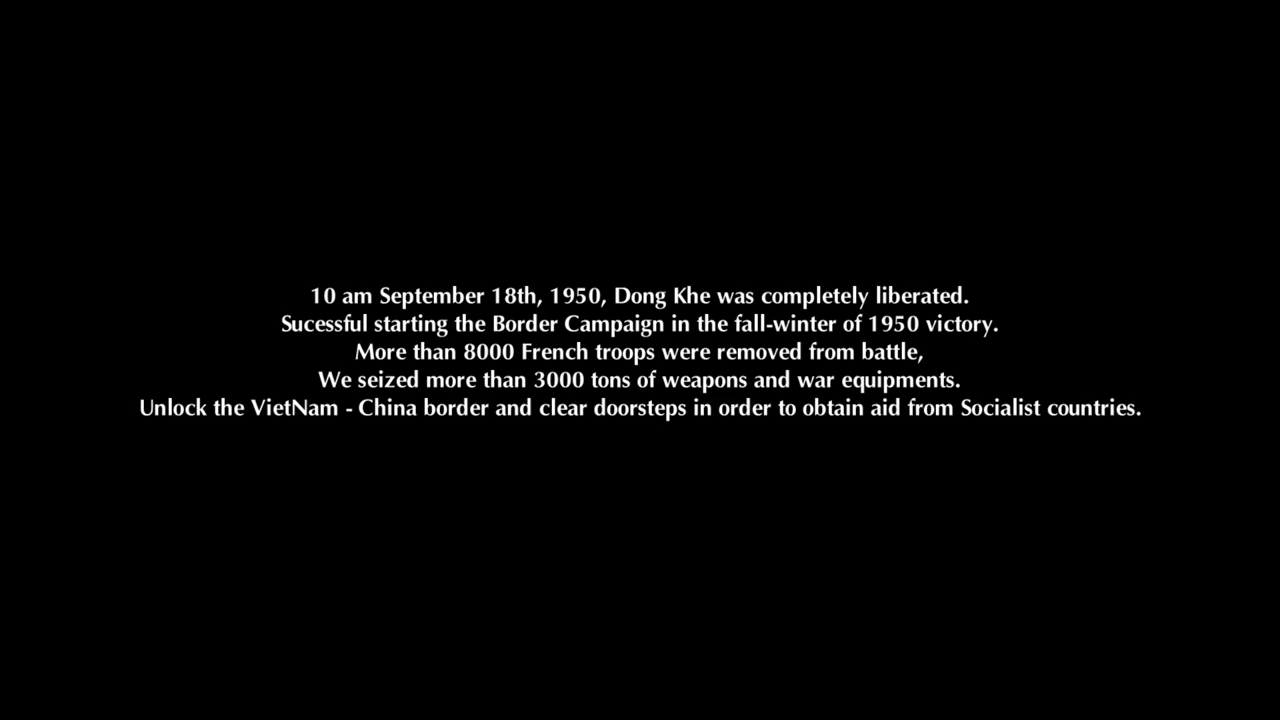 10 am September 18th, 1950, Dong Khe was completely liberated.
Sucessful starting the Border Campaign in the fall-winter of 1950 victory.
More than 8000 French troops were removed from battle,
We seized more than 3000 tons of weapons and war equipments.
Unlock the VietNam - China border and clear doorsteps in order to obtain aid from Socialist countries.